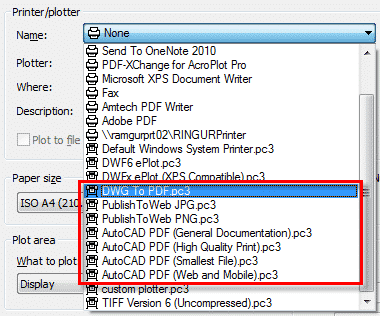 Printer/plotter
Name:
None
Send To OneNote 2010
PDF-XChange for AcroPlot Pro
Plotter:
Microsoft XPS Document Writer
Where:
Fax
Amtech PDF Writer
Description:
Adobe PDF
\\ramgurprt02\RINGURPrinter
Plot to file
Default Windows System Printer.pc3
DWF6 ePlot.pc3
DWFx ePlot (XPS Compatible).pc3
Paper size
DWG To PDF.pc3
ISO A4 (210.
PublishToWeb JPG.pc3
PublishToWeb PNG.pc3
AutoCAD PDF (General Documentation).pc3
Plot area
AutoCAD PDF (High Quality Print).pc3
What to plot
AutoCAD PDF (Smallest File).pc3
AutoCAD PDF (Web and Mobile).pc3
Display
custom plotter.pc3
TIFF Version 6 (Uncompressed).pc3